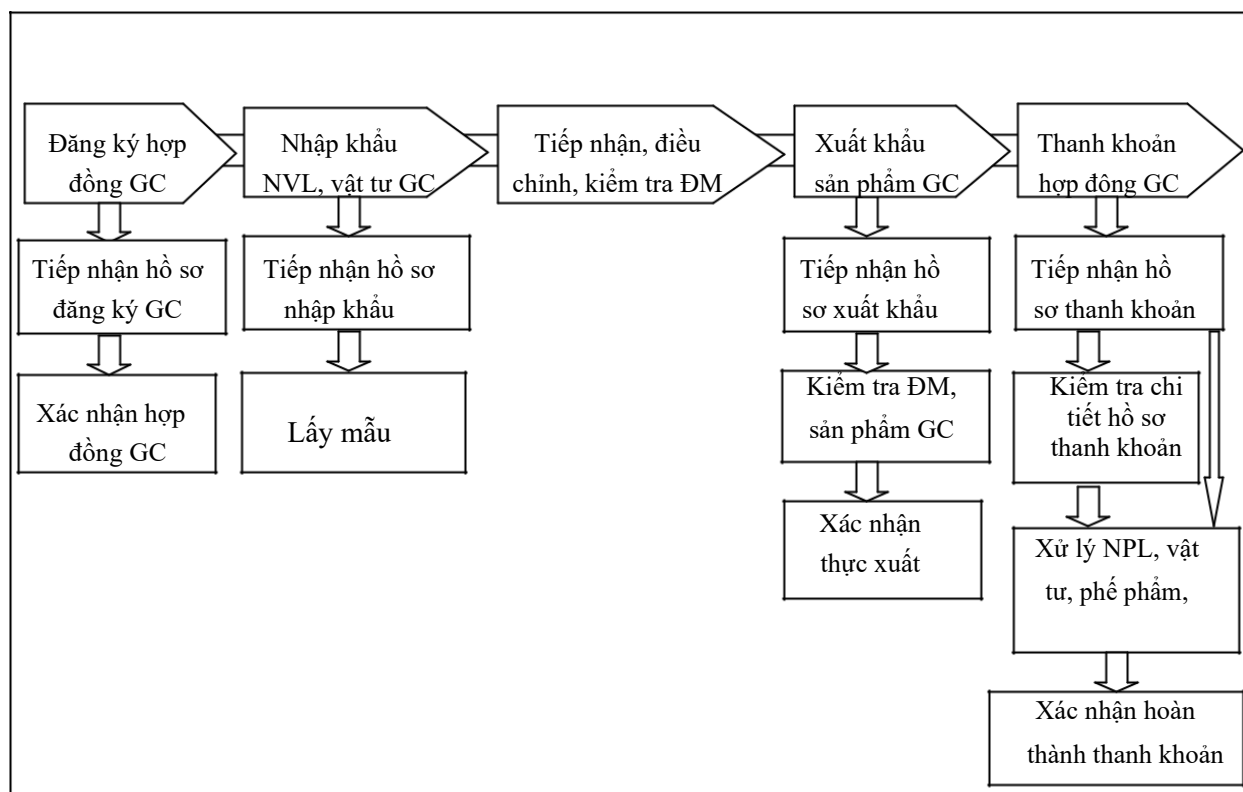 Đăng ký hợp
đồng GC
Nhập khẩu
NVL, vật tư GC
Tiếp nhận, điều
chỉnh, kiểm tra ĐM
Xuất khẩu
sản phẩm GC
Thanh khoản
hợp đông GC
Tiếp nhận hồ sơ
đăng ký GC
Tiếp nhận hồ sơ
nhập khẩu
Tiếp nhận hồ
sơ xuất khẩu
Tiếp nhận hồ
sơ thanh khoản
Xác nhận hợp
đồng GC
Lấy mẫu
Kiểm tra ĐM,
sản phẩm GC
Kiêm tra chi
tiết hồ sơ
thanh khoản
Xác nhận
thực xuất
Xử lý NPL, vật
tư, phế phẩm,
Xác nhận hoàn
thành thanh khoản